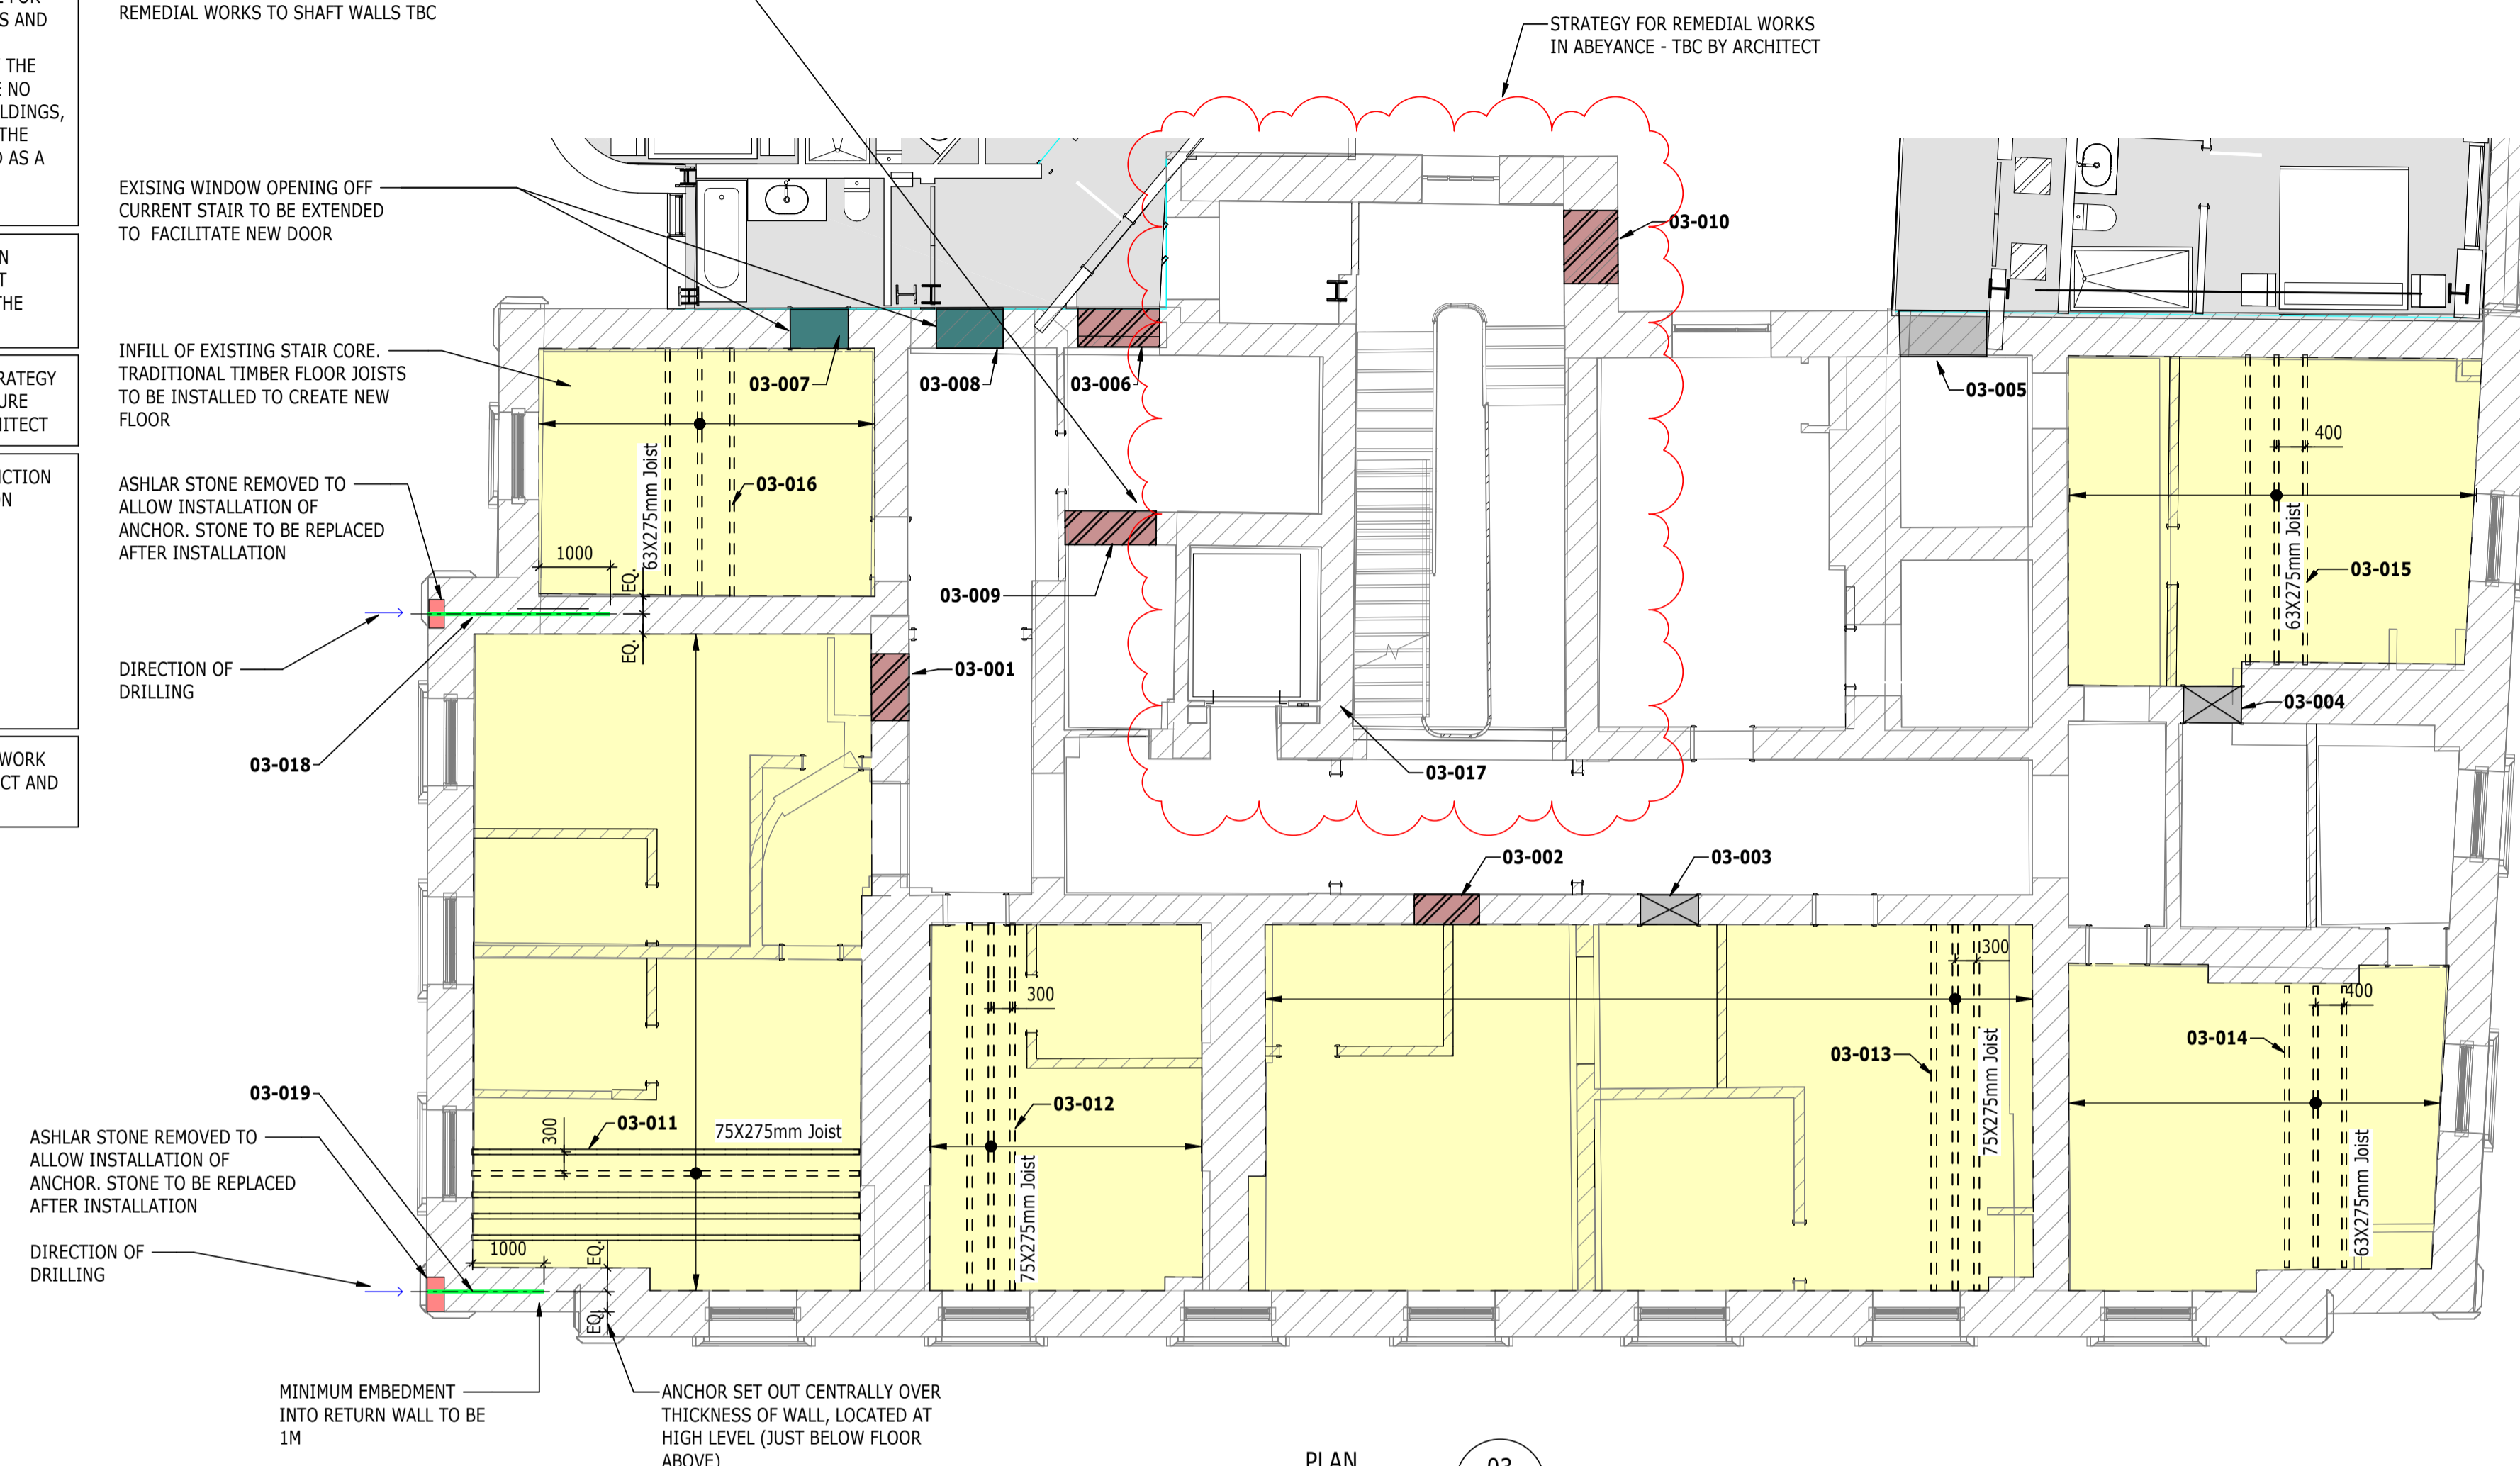 S AND
THE
NO
LDINGS,
THE
AS A
N
T
THE
RATEGY
URE
HITECT
NCTION
ON
WORK
CT AND
REMEDIAL WORKS TO SHAFT WALLS TBC
STRATEGY FOR REMEDIAL WORKS
IN ABEYANCE - TBC BY ARCHITECT
EXISING WINDOW OPENING OFF
CURRENT STAIR TO BE EXTENDED
TO FACILITATE NEW DOOR
03-010
INFILL OF EXISTING STAIR CORE.
TRADITIONAL TIMBER FLOOR JOISTS
TO BE INSTALLED TO CREATE NEW
FLOOR
03-007
03-008
03-006
03-005
400
ASHLAR STONE REMOVED TO
ALLOW INSTALLATION OF
ANCHOR. STONE TO BE REPLACED
AFTER INSTALLATION
63X275mm Joist
03-016
1000
EQ.
EQ.
03-009
63X275mm Joist
03-015
DIRECTION OF
DRILLING
03-001
03-004
03-018
03-017
03-002
03-003
300
300
400
03-014
03-013
75X275mm Joist
03-019
03-012
300
03-011
75X275mm Joist
75X275mm Joist
63X275mm Joist
ASHLAR STONE REMOVED TO
ALLOW INSTALLATION OF
ANCHOR. STONE TO BE REPLACED
AFTER INSTALLATION
1000
EQ.
EQ.
DIRECTION OF
DRILLING
MINIMUM EMBEDMENT
INTO RETURN WALL TO BE
1M
ANCHOR SET OUT CENTRALLY OVER
THICKNESS OF WALL, LOCATED AT
HIGH LEVEL (JUST BELOW FLOOR
ABOVE)
PLAN
03